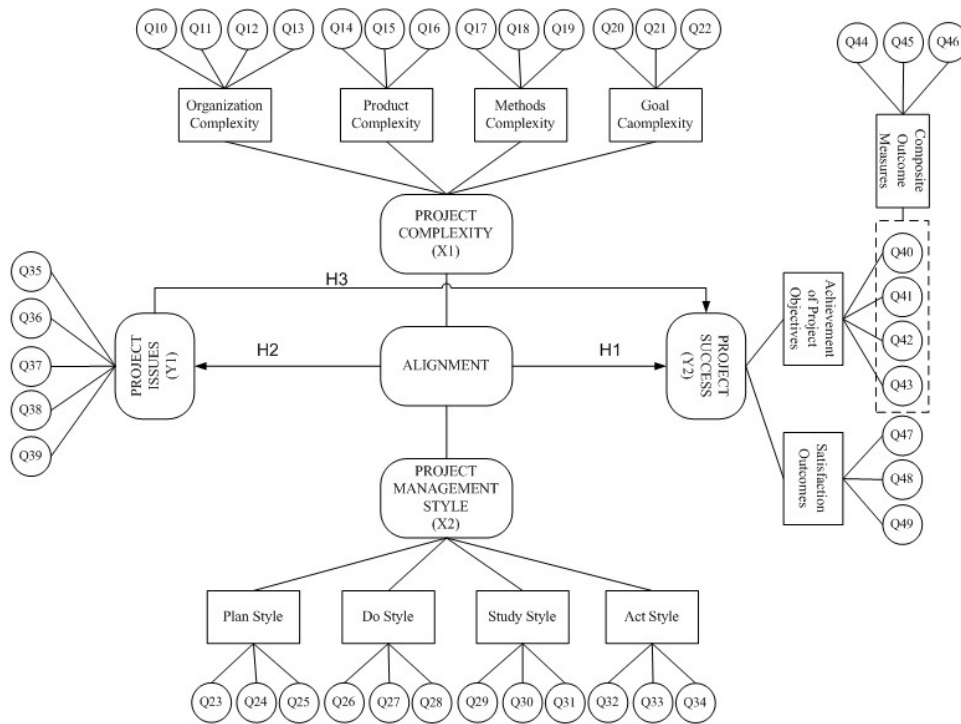 Q10
Q11
Q12
Q13
Q14
Q15
Q16
Q17
Q18
Q19
Q20
Q21
Q22
Q44
Q45
Q46
Organization
Complexity
Product
Complexity
Methods
Complexity
Goal
Caomplexity
Composite
Outcome
Measures
PROJECT
COMPLEXITY
(X1)
Q35
Q36
Q37
Q38
Q39
H3
PROJECT
ISSUES
(Y1)
H2
ALIGNMENT
H1
PROJECT
SUCCESS
(Y2)
Achievement
of Project
Objectives
Q40
Q41
Q42
Q43
Satisfaction
Outcomes
Q47
Q48
Q49
PROJECT
MANAGEMENT
STYLE
(X2)
Plan Style
Do Style
Study Style
Act Style
Q23
Q24
Q25
Q26
Q27
Q28
Q29
Q30
Q31
Q32
Q33
Q34